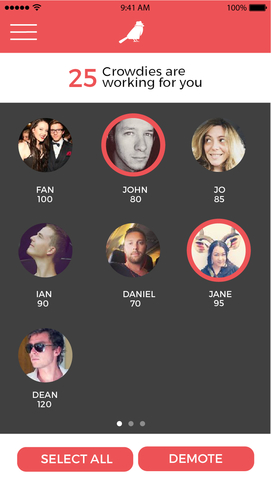 9:41 AM 100%
25 Crowdies are
working for you
FAN JOHN JO
100 80 85
IAN DANIEL JANE
90 70 95
DEAN
120
SELECT ALL DEMOTE